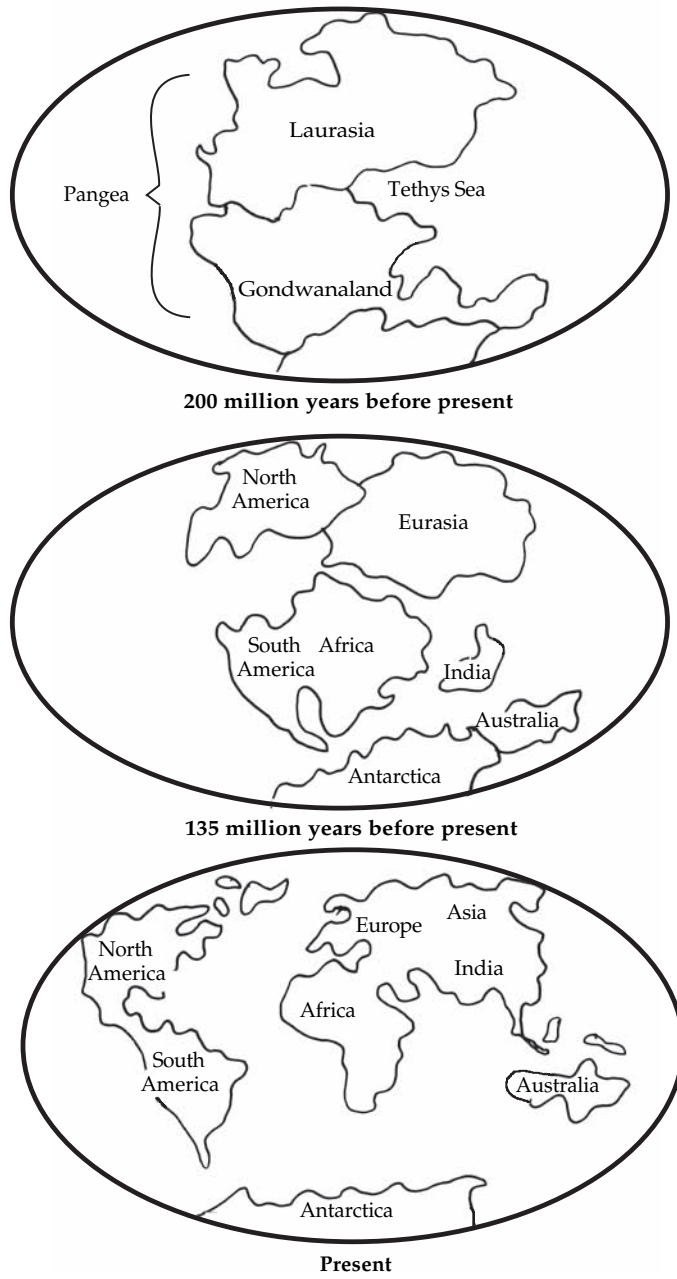 Laurasia
Pangea
Tethys Sea
Gondwanaland
200 million years before present
North
America
Eurasia
South Africa
America
India
Australia
Antarctica
135 million years before present
Europe
Asia
North
America
India
Africa
South
America
Australia
Antarctica
Present